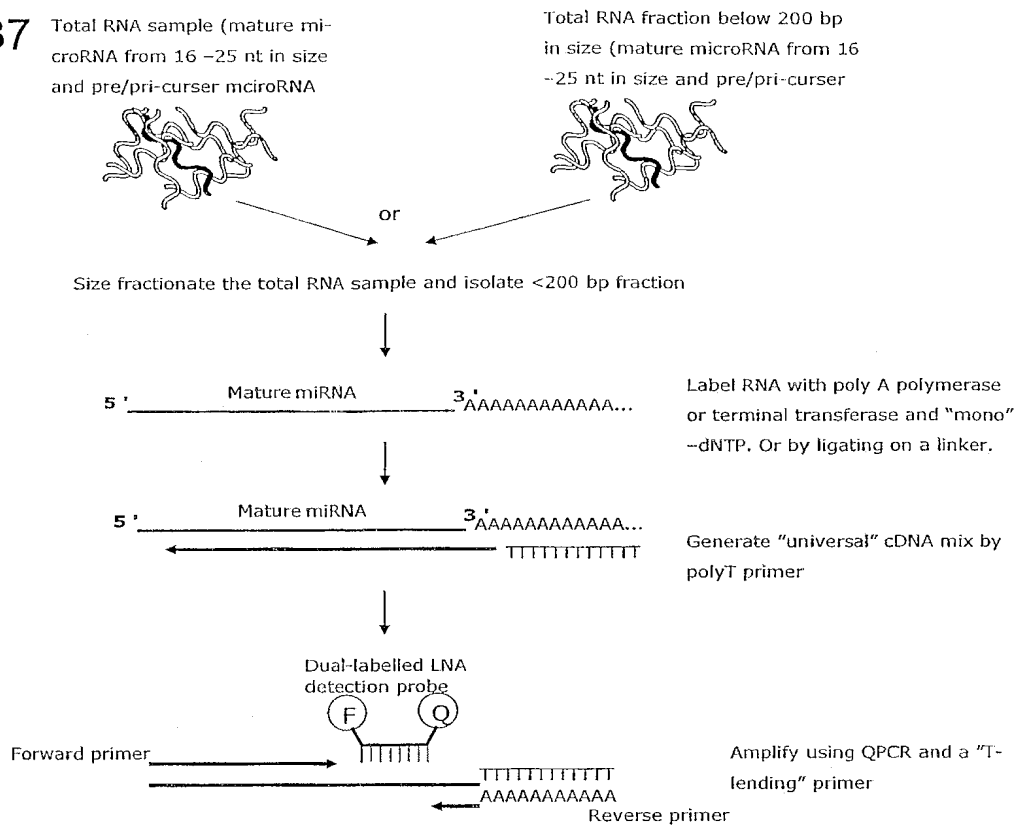 37
Total RNA sample (mature mi-
croRNA from 16 –25 nt in size
and pre/pri-curser mciroRNA
Total RNA fraction below 200 bp
in size (mature microRNA from 16
–25 nt in size and pre/pri-curser
or
Size fractionate the total RNA sample and isolate <200 bp fraction
5 ' Mature miRNA 3 ' AAAAAAAAAAAA...
Label RNA with poly A polymerase
or terminal transferase and "mono"
–dNTP. Or by ligating on a linker.
5 ' Mature miRNA 3 ' AAAAAAAAAAAA...
TTTTTTTTTTT
Generate "universal" cDNA mix by
polyT primer
Dual-labelled LNA
detection probe
F Q
Forward primer
TTTTTTTTTTT
AAAAAAAAAAA
Reverse primer
Amplify using QPCR and a "T-
lending" primer